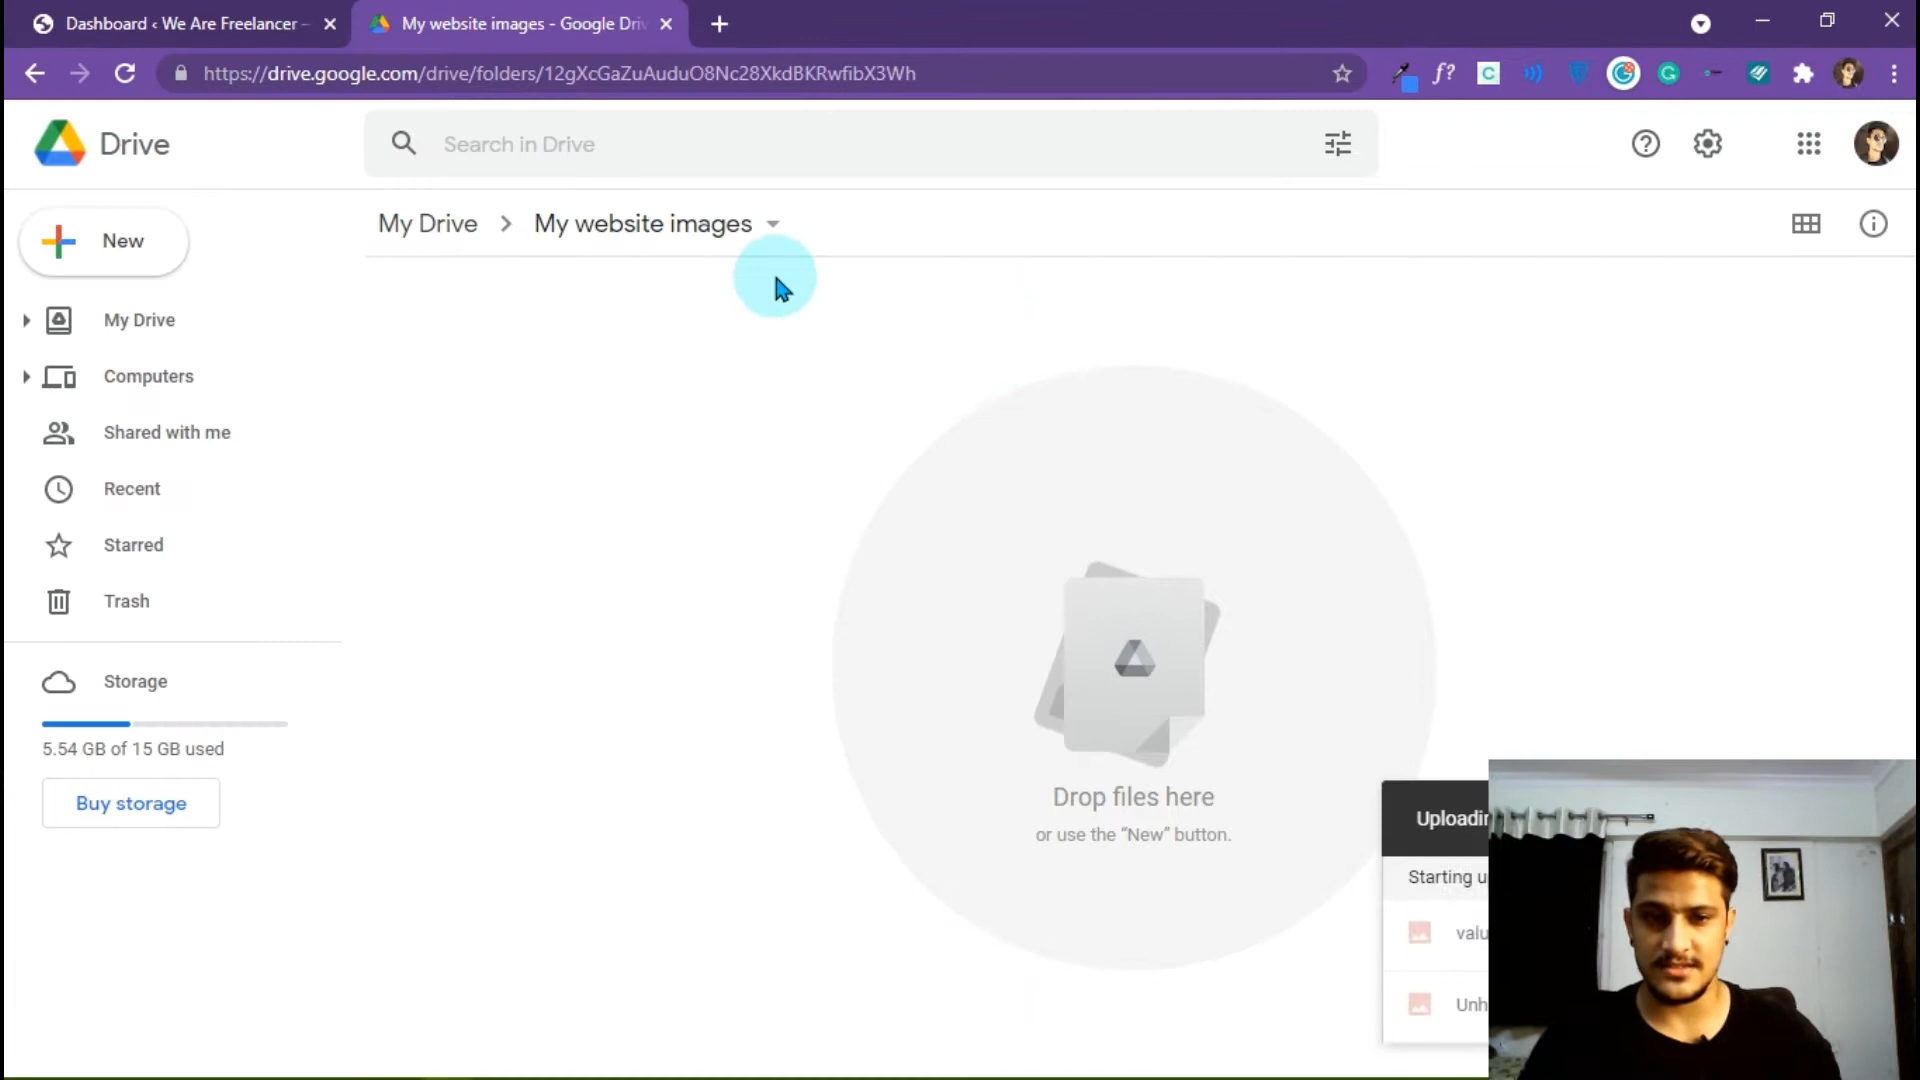 Dashboard ‹ We Are Freelancer –
My website images - Google Driv
https://drive.google.com/drive/folders/12gXcGaZuAuduO8Nc28XkdBKRwfibX3Wh
f?
C
G
Drive
Search in Drive
New
My Drive
Computers
Shared with me
Recent
Starred
Trash
Storage
5.54 GB of 15 GB used
Buy storage
My Drive
My website images
Drop files here
or use the “New” button.
Uploadin
Starting u
valu
Unh